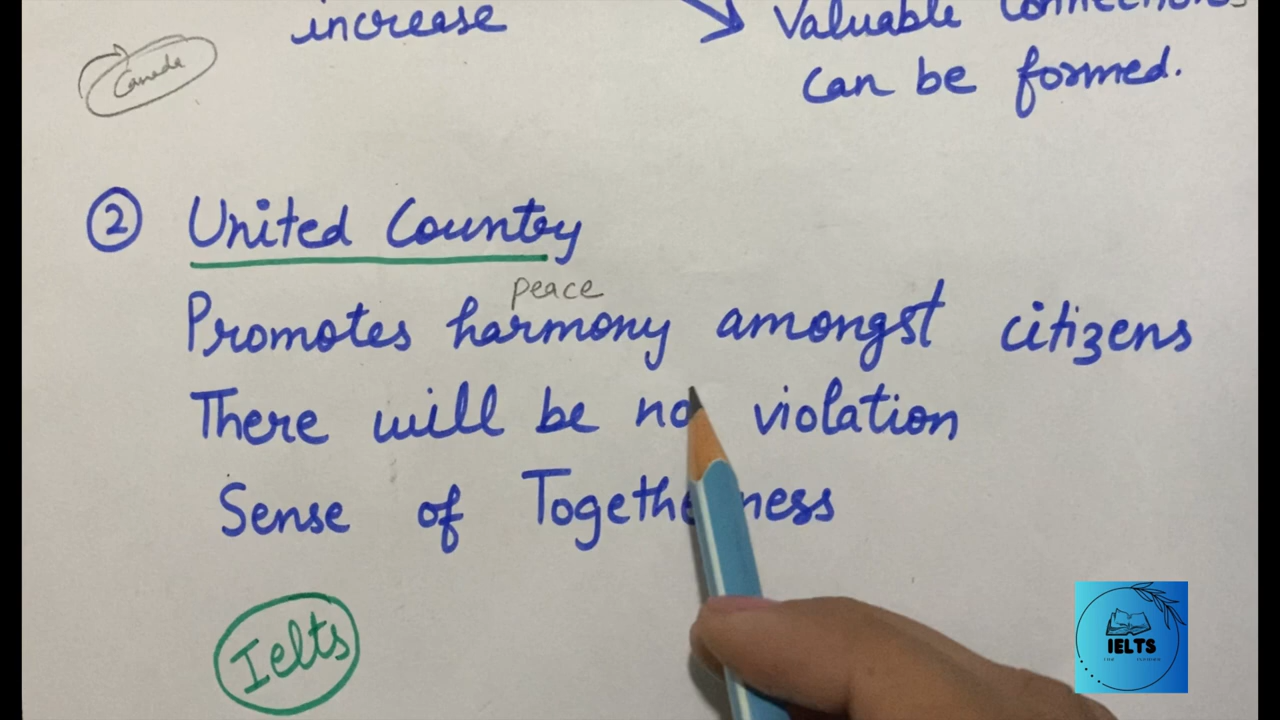 increase
Valuable connections
can be formed.
Canada
② United Country
peace
Promotes harmony amongst citizens
There will be no violation
Sense of Togetherness
Ielts
IELTS